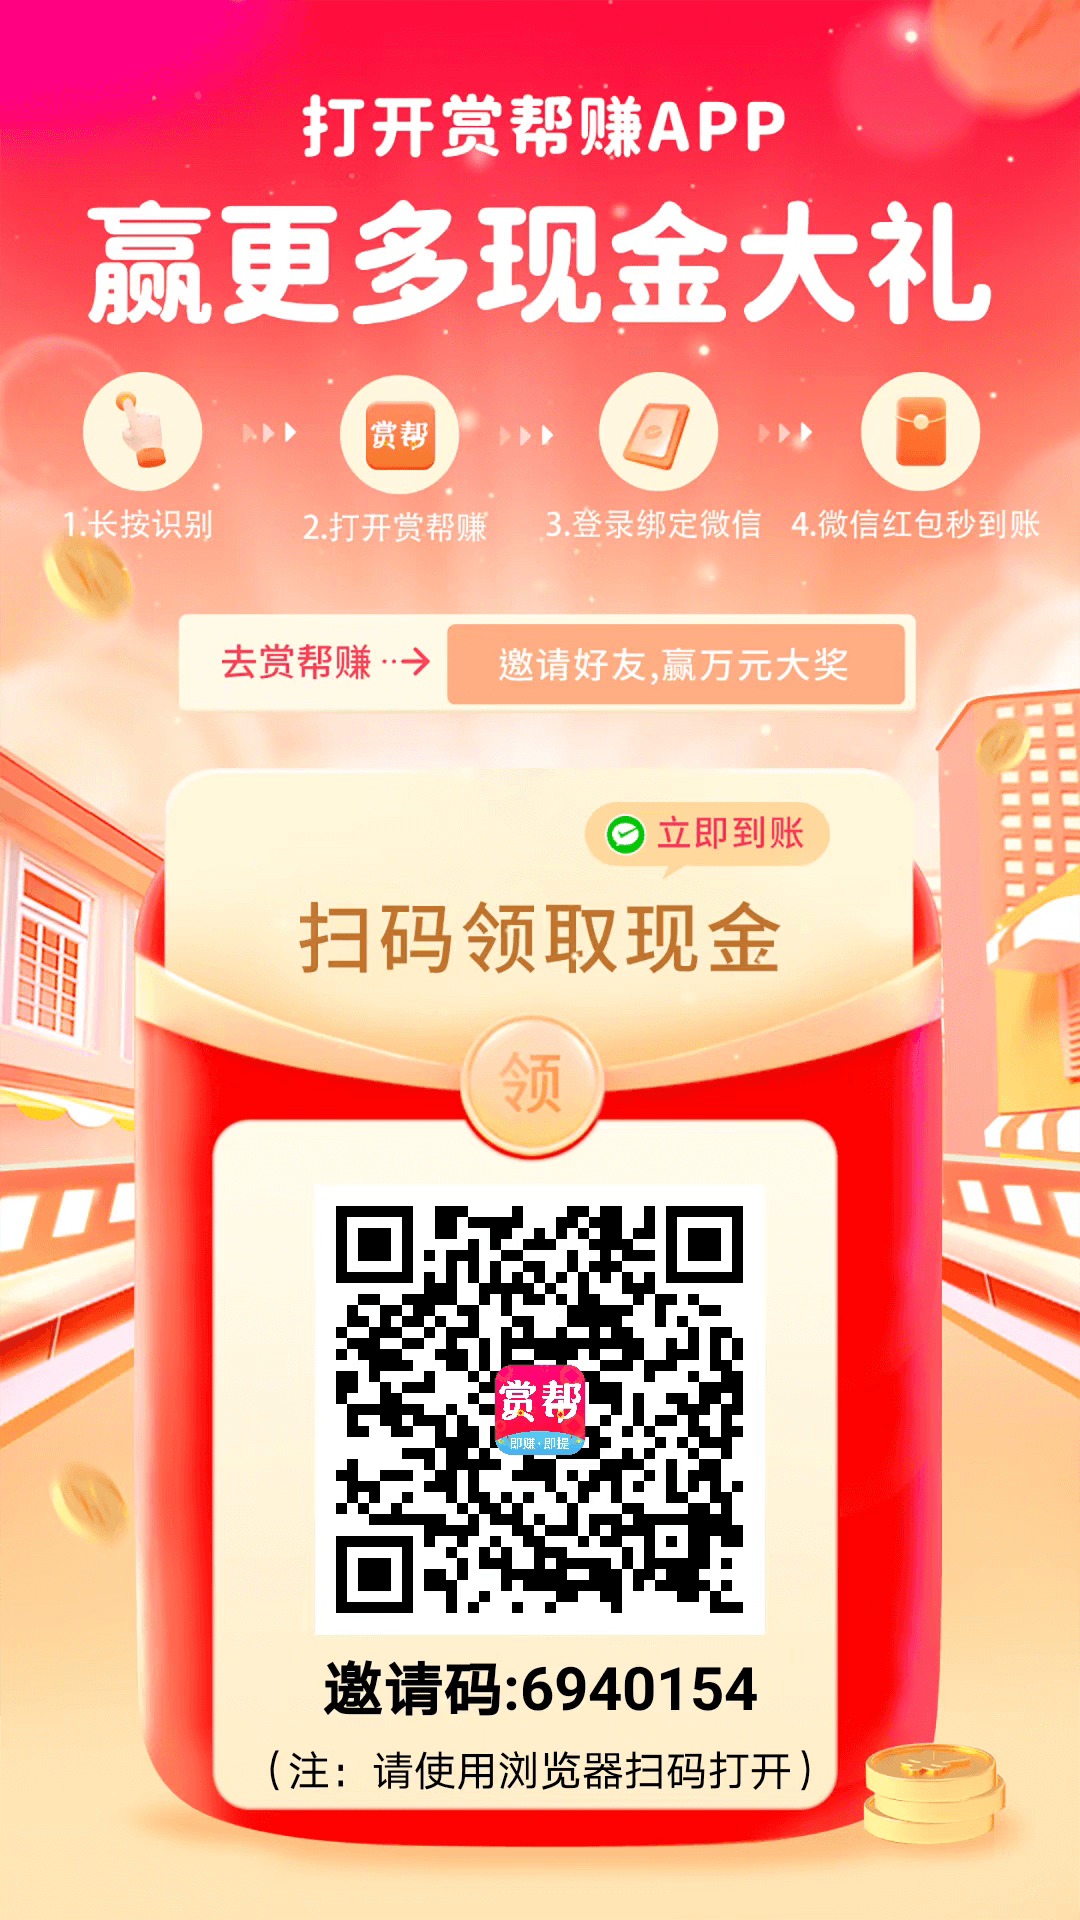 打开赏帮赚APP
赢更多现金大礼
赏帮
1.长按识别
2.打开赏帮赚
3.登录绑定微信
4.微信红包秒到账
去赏帮赚
邀请好友,赢万元大奖
立即到账
扫码领取现金
领
赏帮
即赚·即提
邀请码:6940154
（注：请使用浏览器扫码打开）